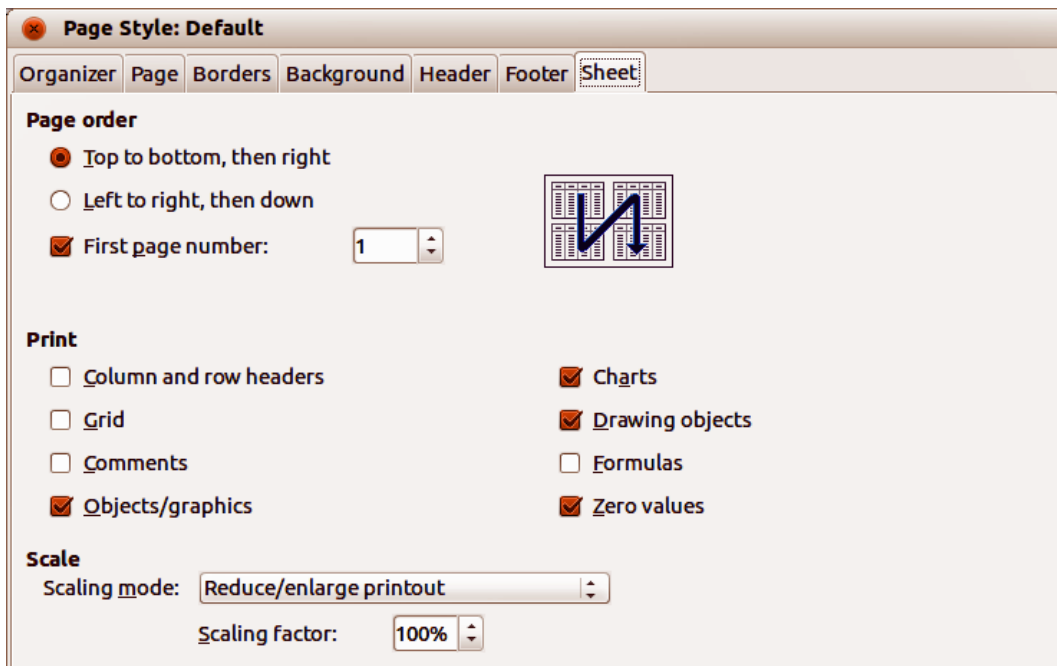 Page Style: Default
Organizer Page Borders Background Header Footer Sheet
Page order
Top to bottom, then right
Left to right, then down
First page number: 1
Print
Column and row headers
Charts
Grid
Drawing objects
Comments
Formulas
Objects/graphics
Zero values
Scale
Scaling mode: Reduce/enlarge printout
Scaling factor: 100%